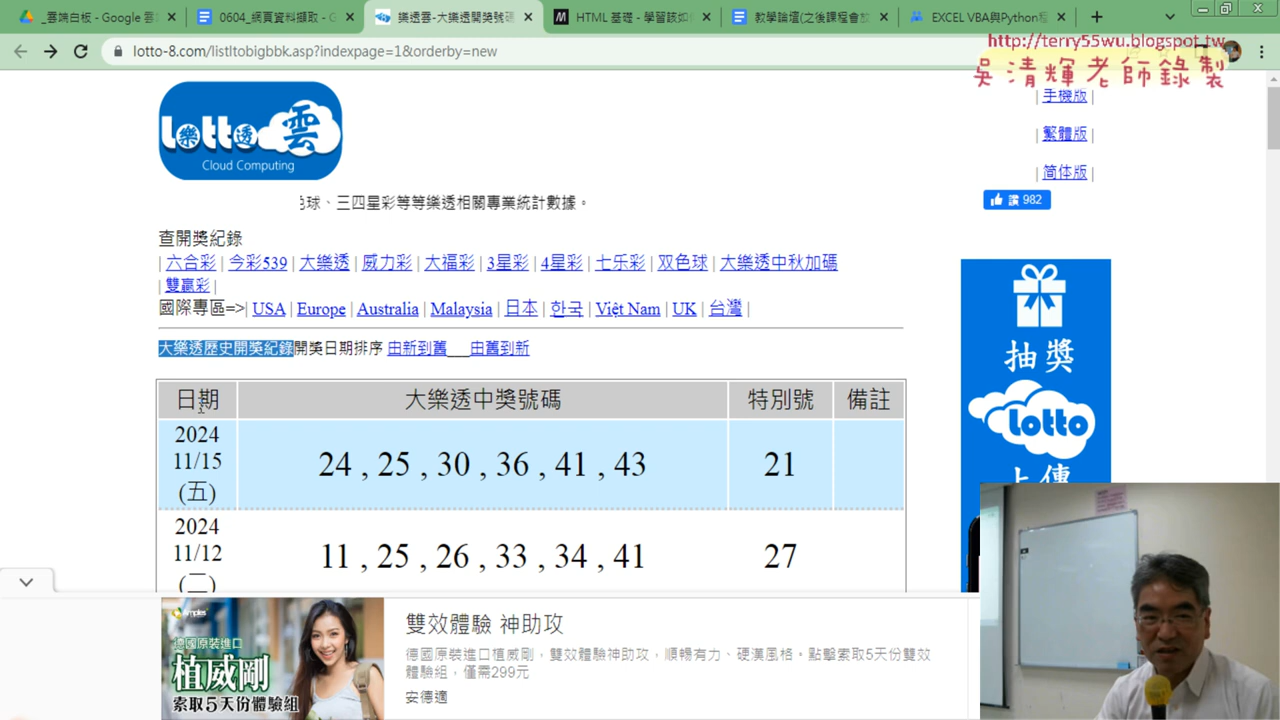 _雲端白板 - Google 雲
0604_網頁資料擷取 - G
樂透雲-大樂透開獎號碼
HTML 基礎 - 學習該如
教學論壇(之後課程會放
EXCEL VBA與Python程
lotto-8.com/listltobigbbk.asp?indexpage=1&orderby=new
http://terry55wu.blogspot.tw
吳清輝老師錄製
| 手機版 |
| 繁體版 |
| 简体版 |
讚 982
Lotto 樂透 雲
Cloud Computing
色球、三四星彩等等樂透相關專業統計數據。
查開獎紀錄
| 六合彩 | 今彩539 | 大樂透 | 威力彩 | 大福彩 | 3星彩 | 4星彩 | 七乐彩 | 双色球 | 大樂透中秋加碼
| 雙贏彩 |
國際專區=>| USA | Europe | Australia | Malaysia | 日本 | 한국 | Việt Nam | UK | 台灣 |
大樂透歷史開獎紀錄開獎日期排序 由新到舊___由舊到新
日期 大樂透中獎號碼 特別號 備註
2024
11/15
(五)
24 , 25 , 30 , 36 , 41 , 43 21
2024
11/12
(二)
11 , 25 , 26 , 33 , 34 , 41 27
抽獎
Lotto
上傳
德國原裝進口
植威剛
索取5天份體驗組
雙效體驗 神助攻
德國原裝進口植威剛，雙效體驗神助攻，順暢有力、硬漢風格。點擊索取5天份雙效
體驗組，僅需299元
安德適